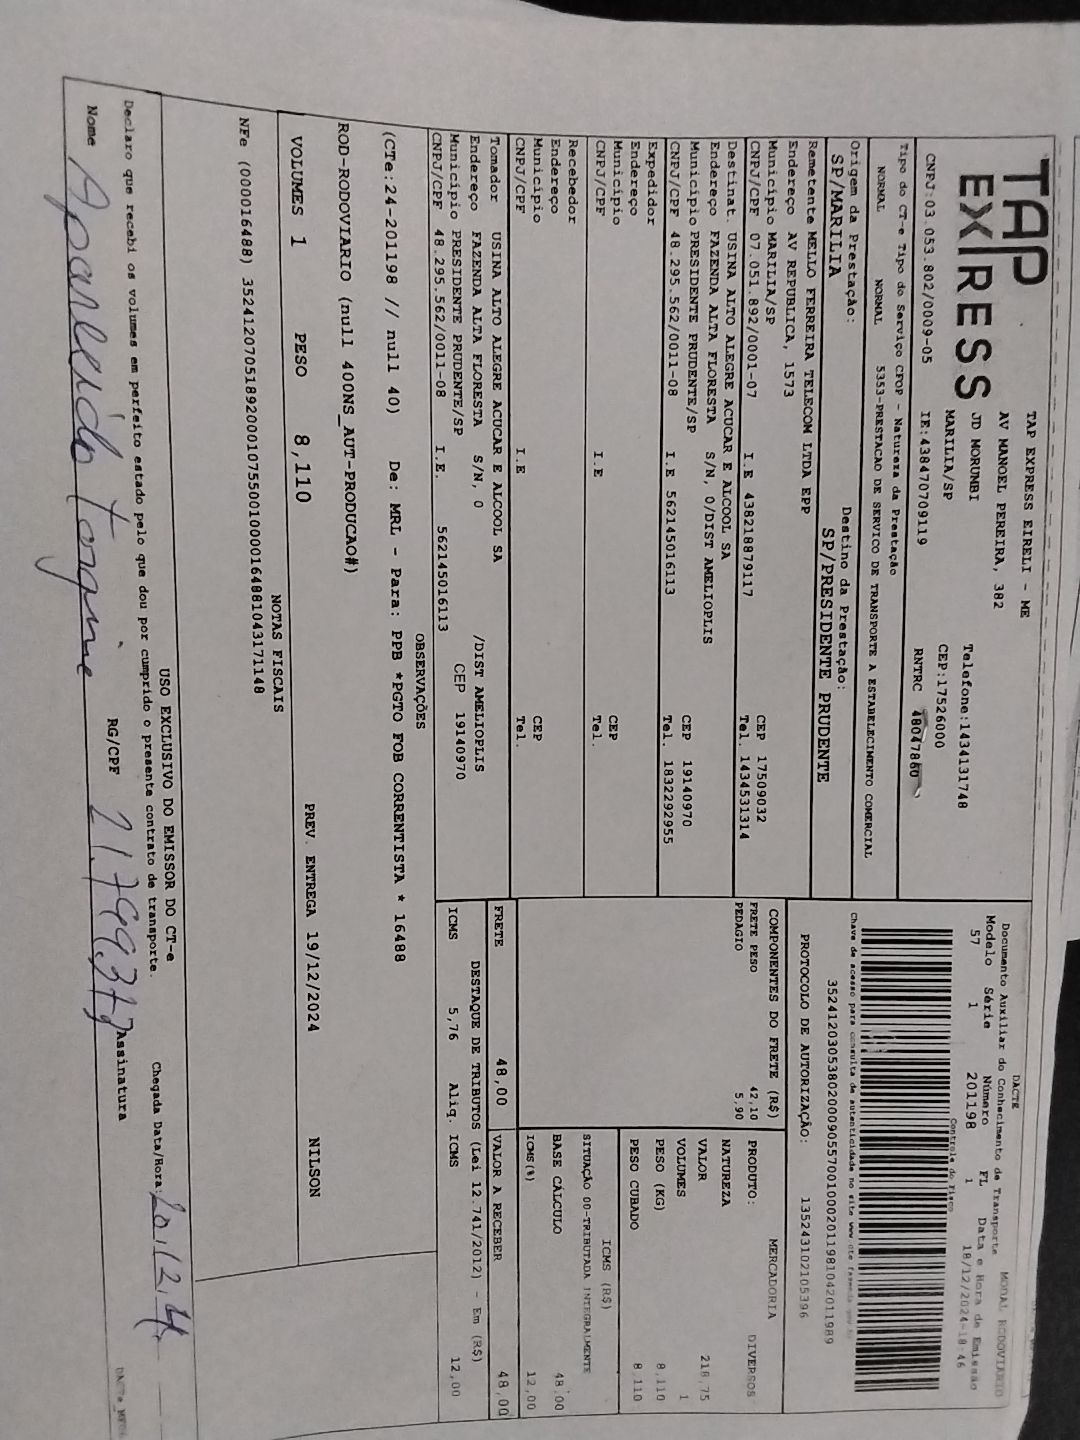 TAP
EXPRESS
TAP EXPRESS EIRELI - ME
AV MANOEL PEREIRA, 382
JD MORUMBI
MARILIA/SP
Telefone:1434131748
CEP:17526000
CNPJ:03.053.802/0009-05 IE:438470709119 RNTRC 48047860
Tipo do CT-e Tipo do Serviço CFOP - Natureza da Prestação
NORMAL NORMAL 5353-PRESTACAO DE SERVICO DE TRANSPORTE A ESTABELECIMENTO COMERCIAL
Origem da Prestação: Destino da Prestação:
SP/MARILIA SP/PRESIDENTE PRUDENTE
Remetente MELLO FERREIRA TELECOM LTDA EPP
Endereço AV REPUBLICA, 1573
Município MARILIA/SP CEP 17509032
CNPJ/CPF 07.051.892/0001-07 I.E 438218879117 Tel. 1434531314
Destinat. USINA ALTO ALEGRE ACUCAR E ALCOOL SA
Endereço FAZENDA ALTA FLORESTA S/N, 0/DIST AMELIOPLIS
Município PRESIDENTE PRUDENTE/SP CEP 19140970
CNPJ/CPF 48.295.562/0011-08 I.E 562145016113 Tel. 1832292955
Expedidor
Município CEP
CNPJ/CPF I.E Tel.
Recebedor
Endereço
Município CEP
CNPJ/CPF I.E Tel.
Tomador USINA ALTO ALEGRE ACUCAR E ALCOOL SA
Endereço FAZENDA ALTA FLORESTA S/N, 0 /DIST AMELIOPLIS
Município PRESIDENTE PRUDENTE/SP CEP 19140970
CNPJ/CPF 48.295.562/0011-08 I.E. 562145016113
DACTE
Documento Auxiliar do Conhecimento de Transporte MODAL RODOVIARIO
Modelo Série Número FL Data e Hora de Emissão
57 1 201198 1 18/12/2024-18:46
Controle do Fisco
Chave de acesso para consulta de autenticidade no site www.cte.fazenda.gov.br
35241203053802000905570010002011981042011989
PROTOCOLO DE AUTORIZAÇÃO: 135243102105396
COMPONENTES DO FRETE (R$)
FRETE PESO 42,10
PEDAGIO 5,90
PRODUTO: MERCADORIA
NATUREZA DIVERSOS
VALOR 218,75
VOLUMES 1
PESO (KG) 8,110
PESO CUBADO 8,110
ICMS (R$)
SITUAÇÃO 00-TRIBUTADA INTEGRALMENTE
BASE CÁLCULO 48,00
ICMS(%) 12,00
FRETE 48,00 VALOR A RECEBER 48,00
DESTAQUE DE TRIBUTOS (Lei 12.741/2012) - Em (R$)
ICMS 5,76 Aliq. ICMS 12,00
OBSERVAÇÕES
(CTe:24-201198 // null 40) De: MRL - Para: PPB *PGTO FOB CORRENTISTA * 16488
ROD-RODOVIARIO (null 400NS_AUT-PRODUCAO#)
VOLUMES 1 PESO 8,110 PREV. ENTREGA 19/12/2024 NILSON
NOTAS FISCAIS
NFe (000016488) 35241207051892000107550010000164881043171148
USO EXCLUSIVO DO EMISSOR DO CT-e
Declaro que recebi os volumes em perfeito estado pelo que dou por cumprido o presente contrato de transporte. Chegada Data/Hora:
Nome Aparecido RG/CPF Assinatura